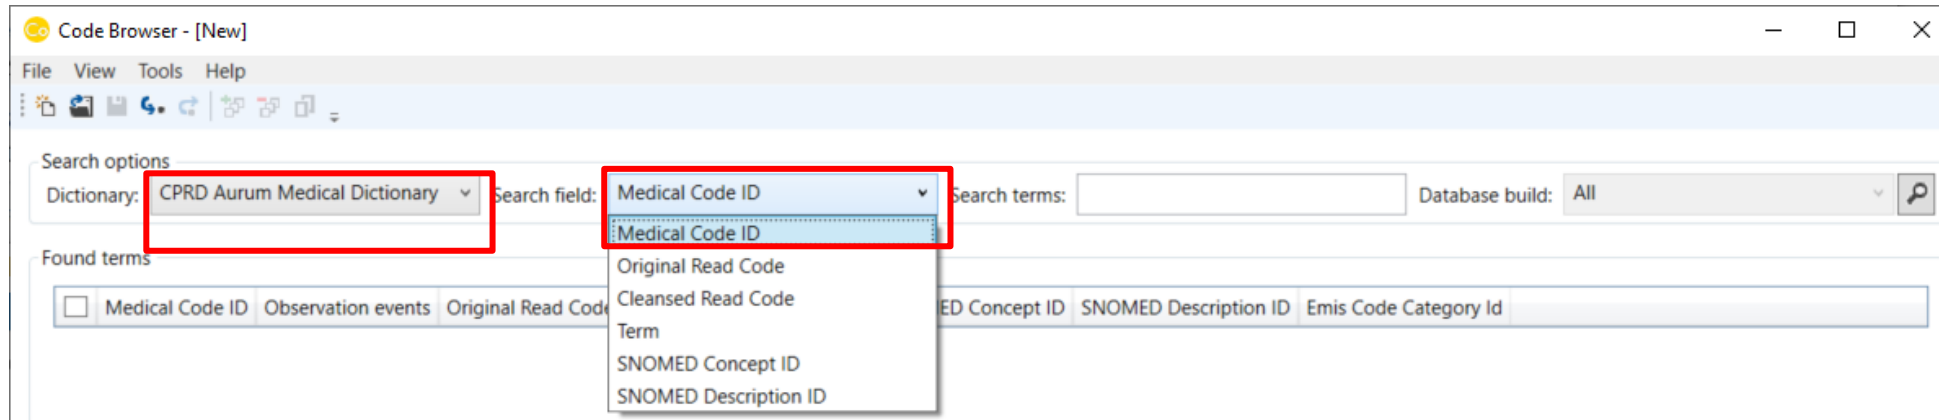 Co Code Browser - [New]
File View Tools Help
Search options
Dictionary: CPRD Aurum Medical Dictionary Search field: Medical Code ID Search terms: Database build: All
Medical Code ID
Original Read Code
Cleansed Read Code
Term
SNOMED Concept ID
SNOMED Description ID
Found terms
Medical Code ID Observation events Original Read Code ED Concept ID SNOMED Description ID Emis Code Category Id